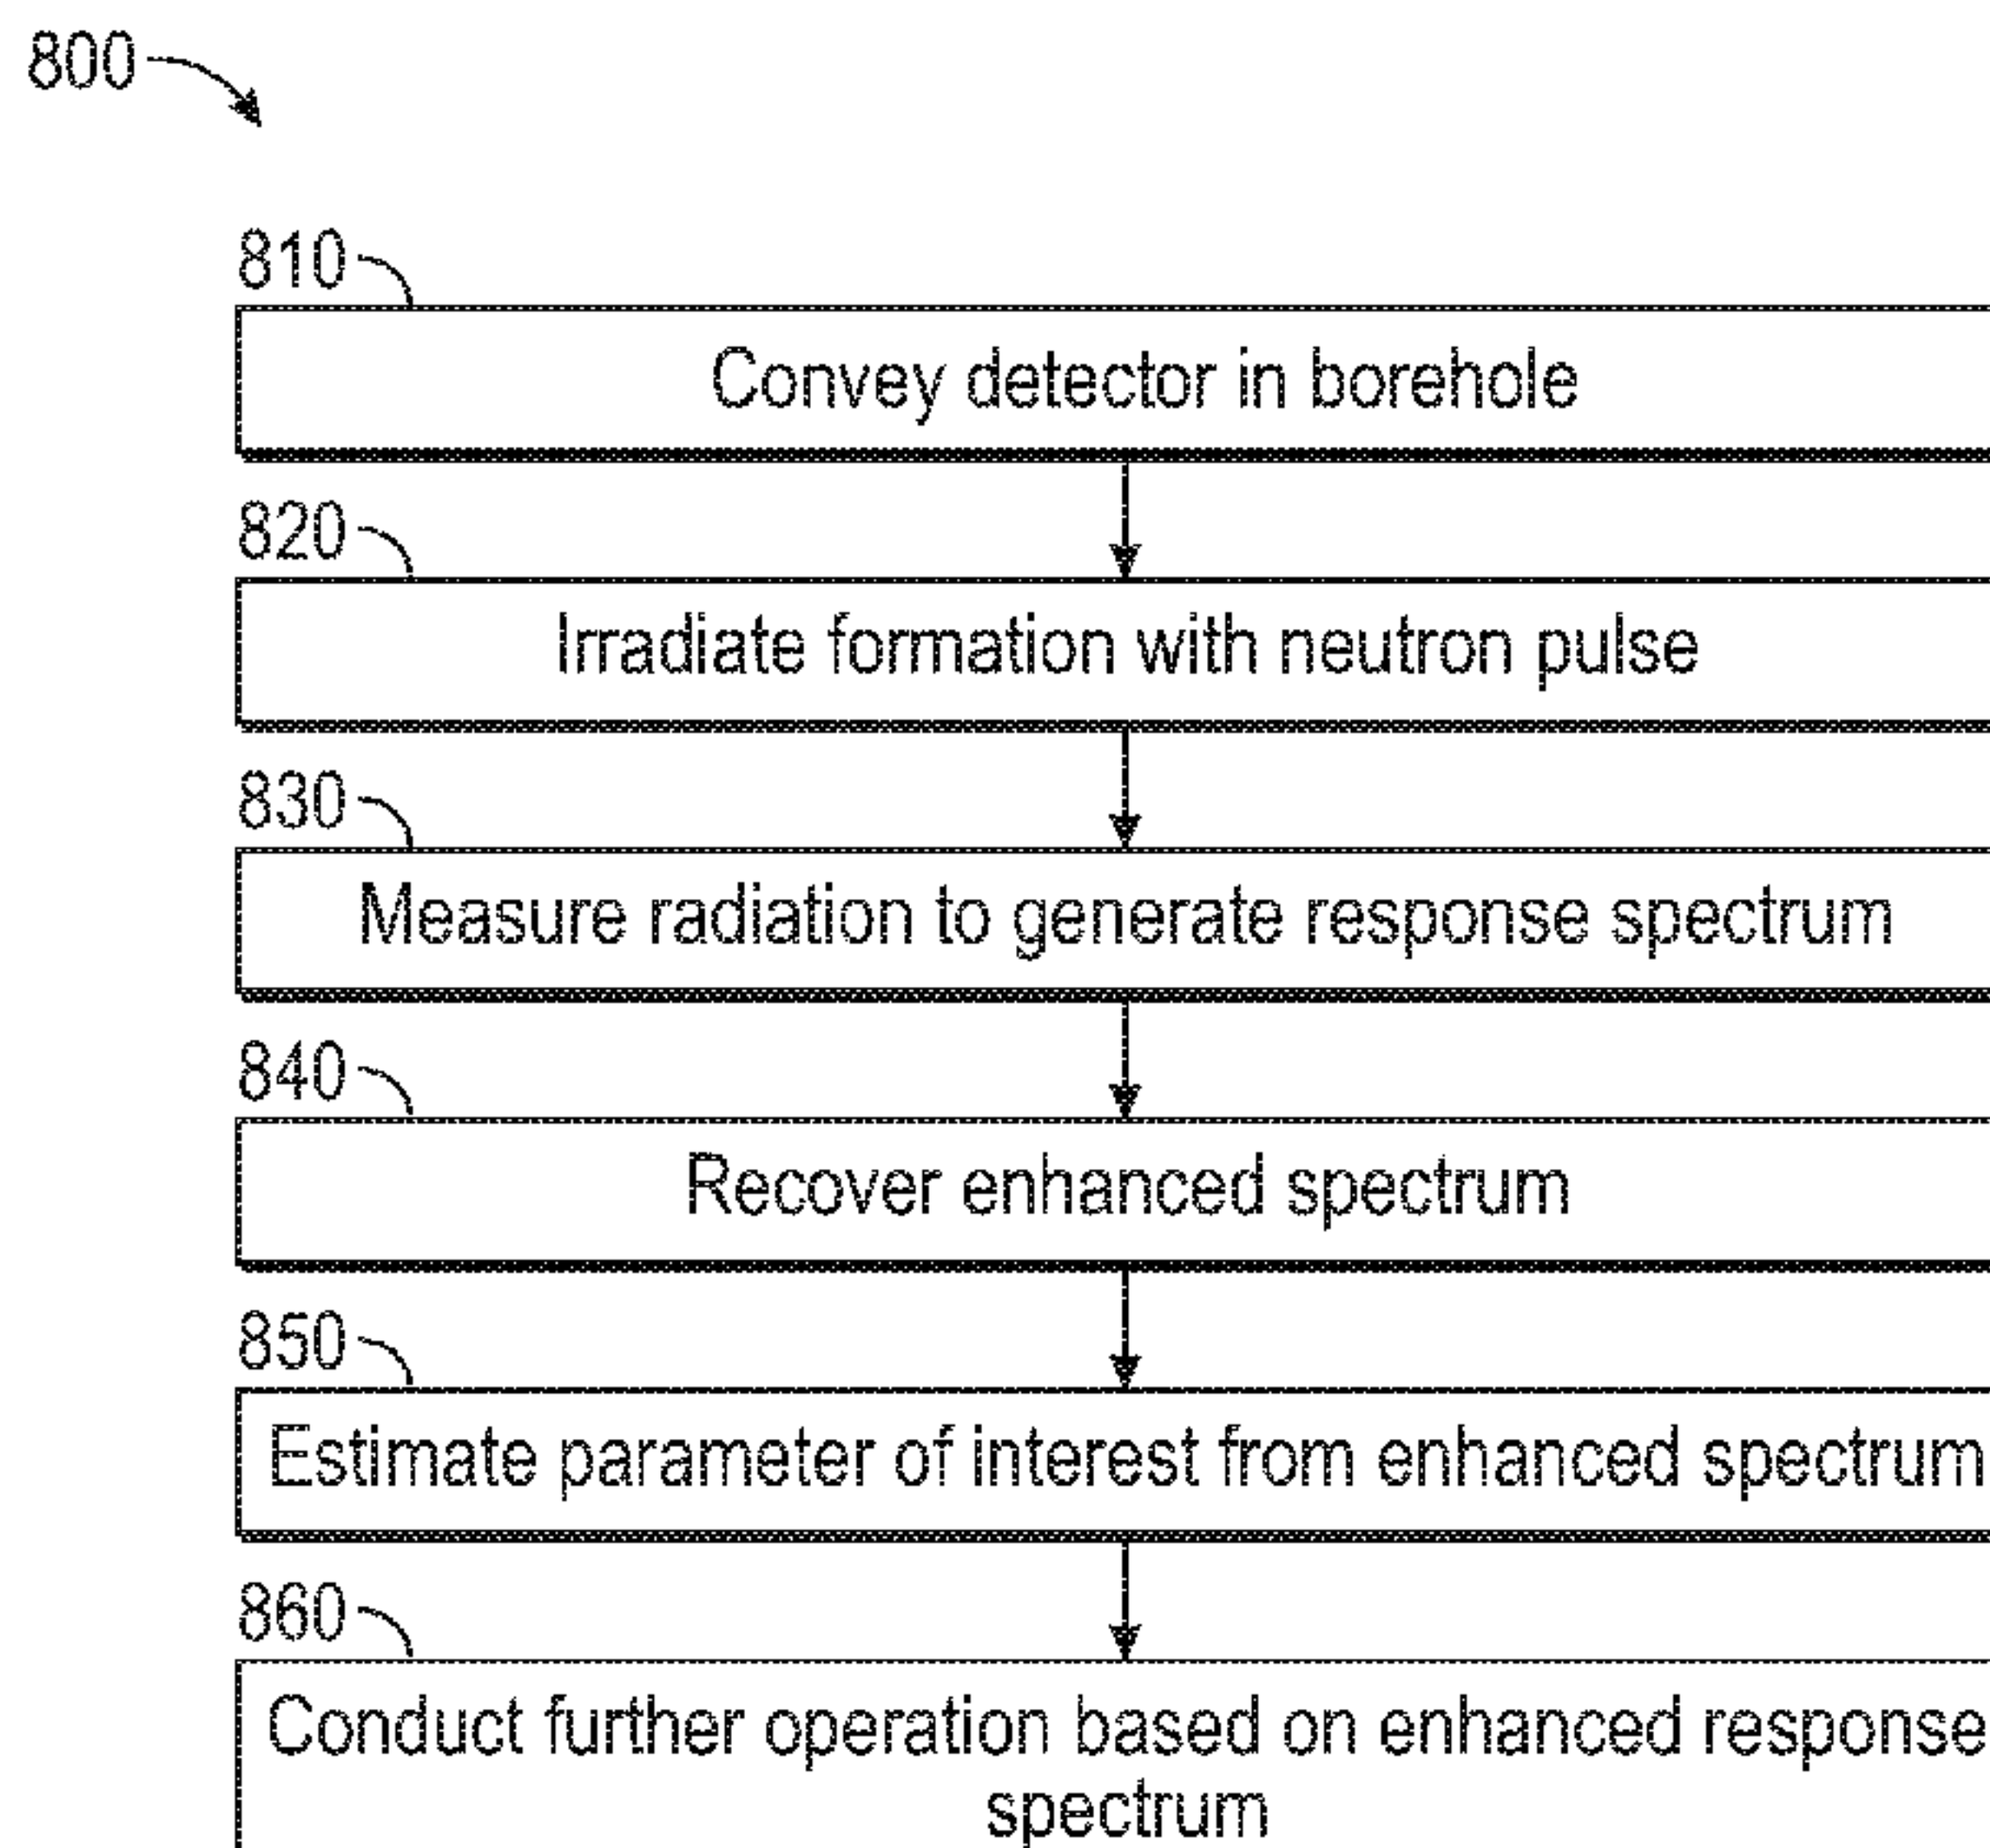 800
810
Convey detector in borehole
820
Irradiate formation with neutron pulse
830
Measure radiation to generate response spectrum
840
Recover enhanced spectrum
850
Estimate parameter of interest from enhanced spectrum
860
Conduct further operation based on enhanced response
spectrum